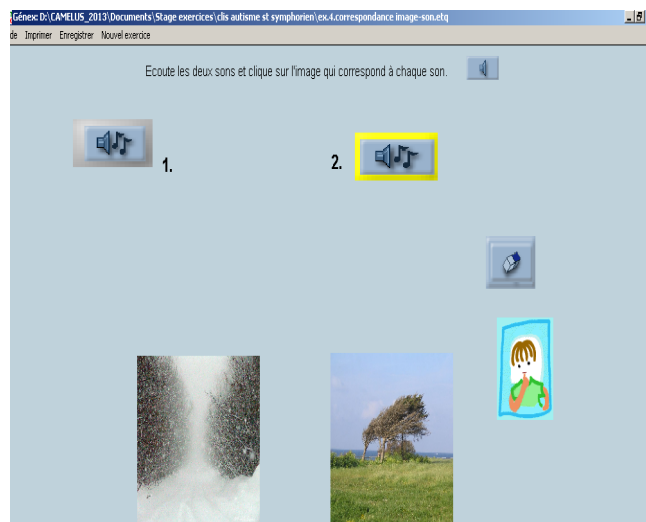 Génex: D:\CAMELUS_2013\Documents\Stage exercices\clis autisme st symphorien\ex.4.correspondance image-son.etq
de Imprimer Enregistrer Nouvel exercice
Ecoute les deux sons et clique sur l'image qui correspond à chaque son.
1.
2.